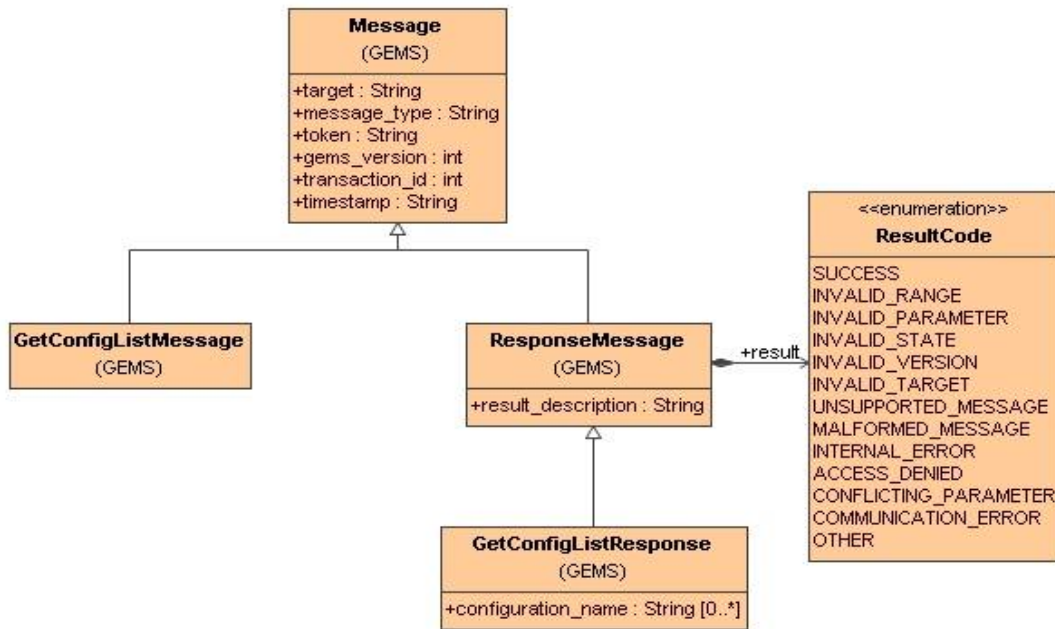 Message
(GEMS)
+target : String
+message_type : String
+token : String
+gems_version : int
+transaction_id : int
+timestamp : String
<<enumeration>>
ResultCode
SUCCESS
INVALID_RANGE
INVALID_PARAMETER
INVALID_STATE
INVALID_VERSION
INVALID_TARGET
UNSUPPORTED_MESSAGE
MALFORMED_MESSAGE
INTERNAL_ERROR
ACCESS_DENIED
CONFLICTING_PARAMETER
COMMUNICATION_ERROR
OTHER
GetConfigListMessage
(GEMS)
ResponseMessage
(GEMS)
+result_description : String
+result
GetConfigListResponse
(GEMS)
+configuration_name : String [0..*]